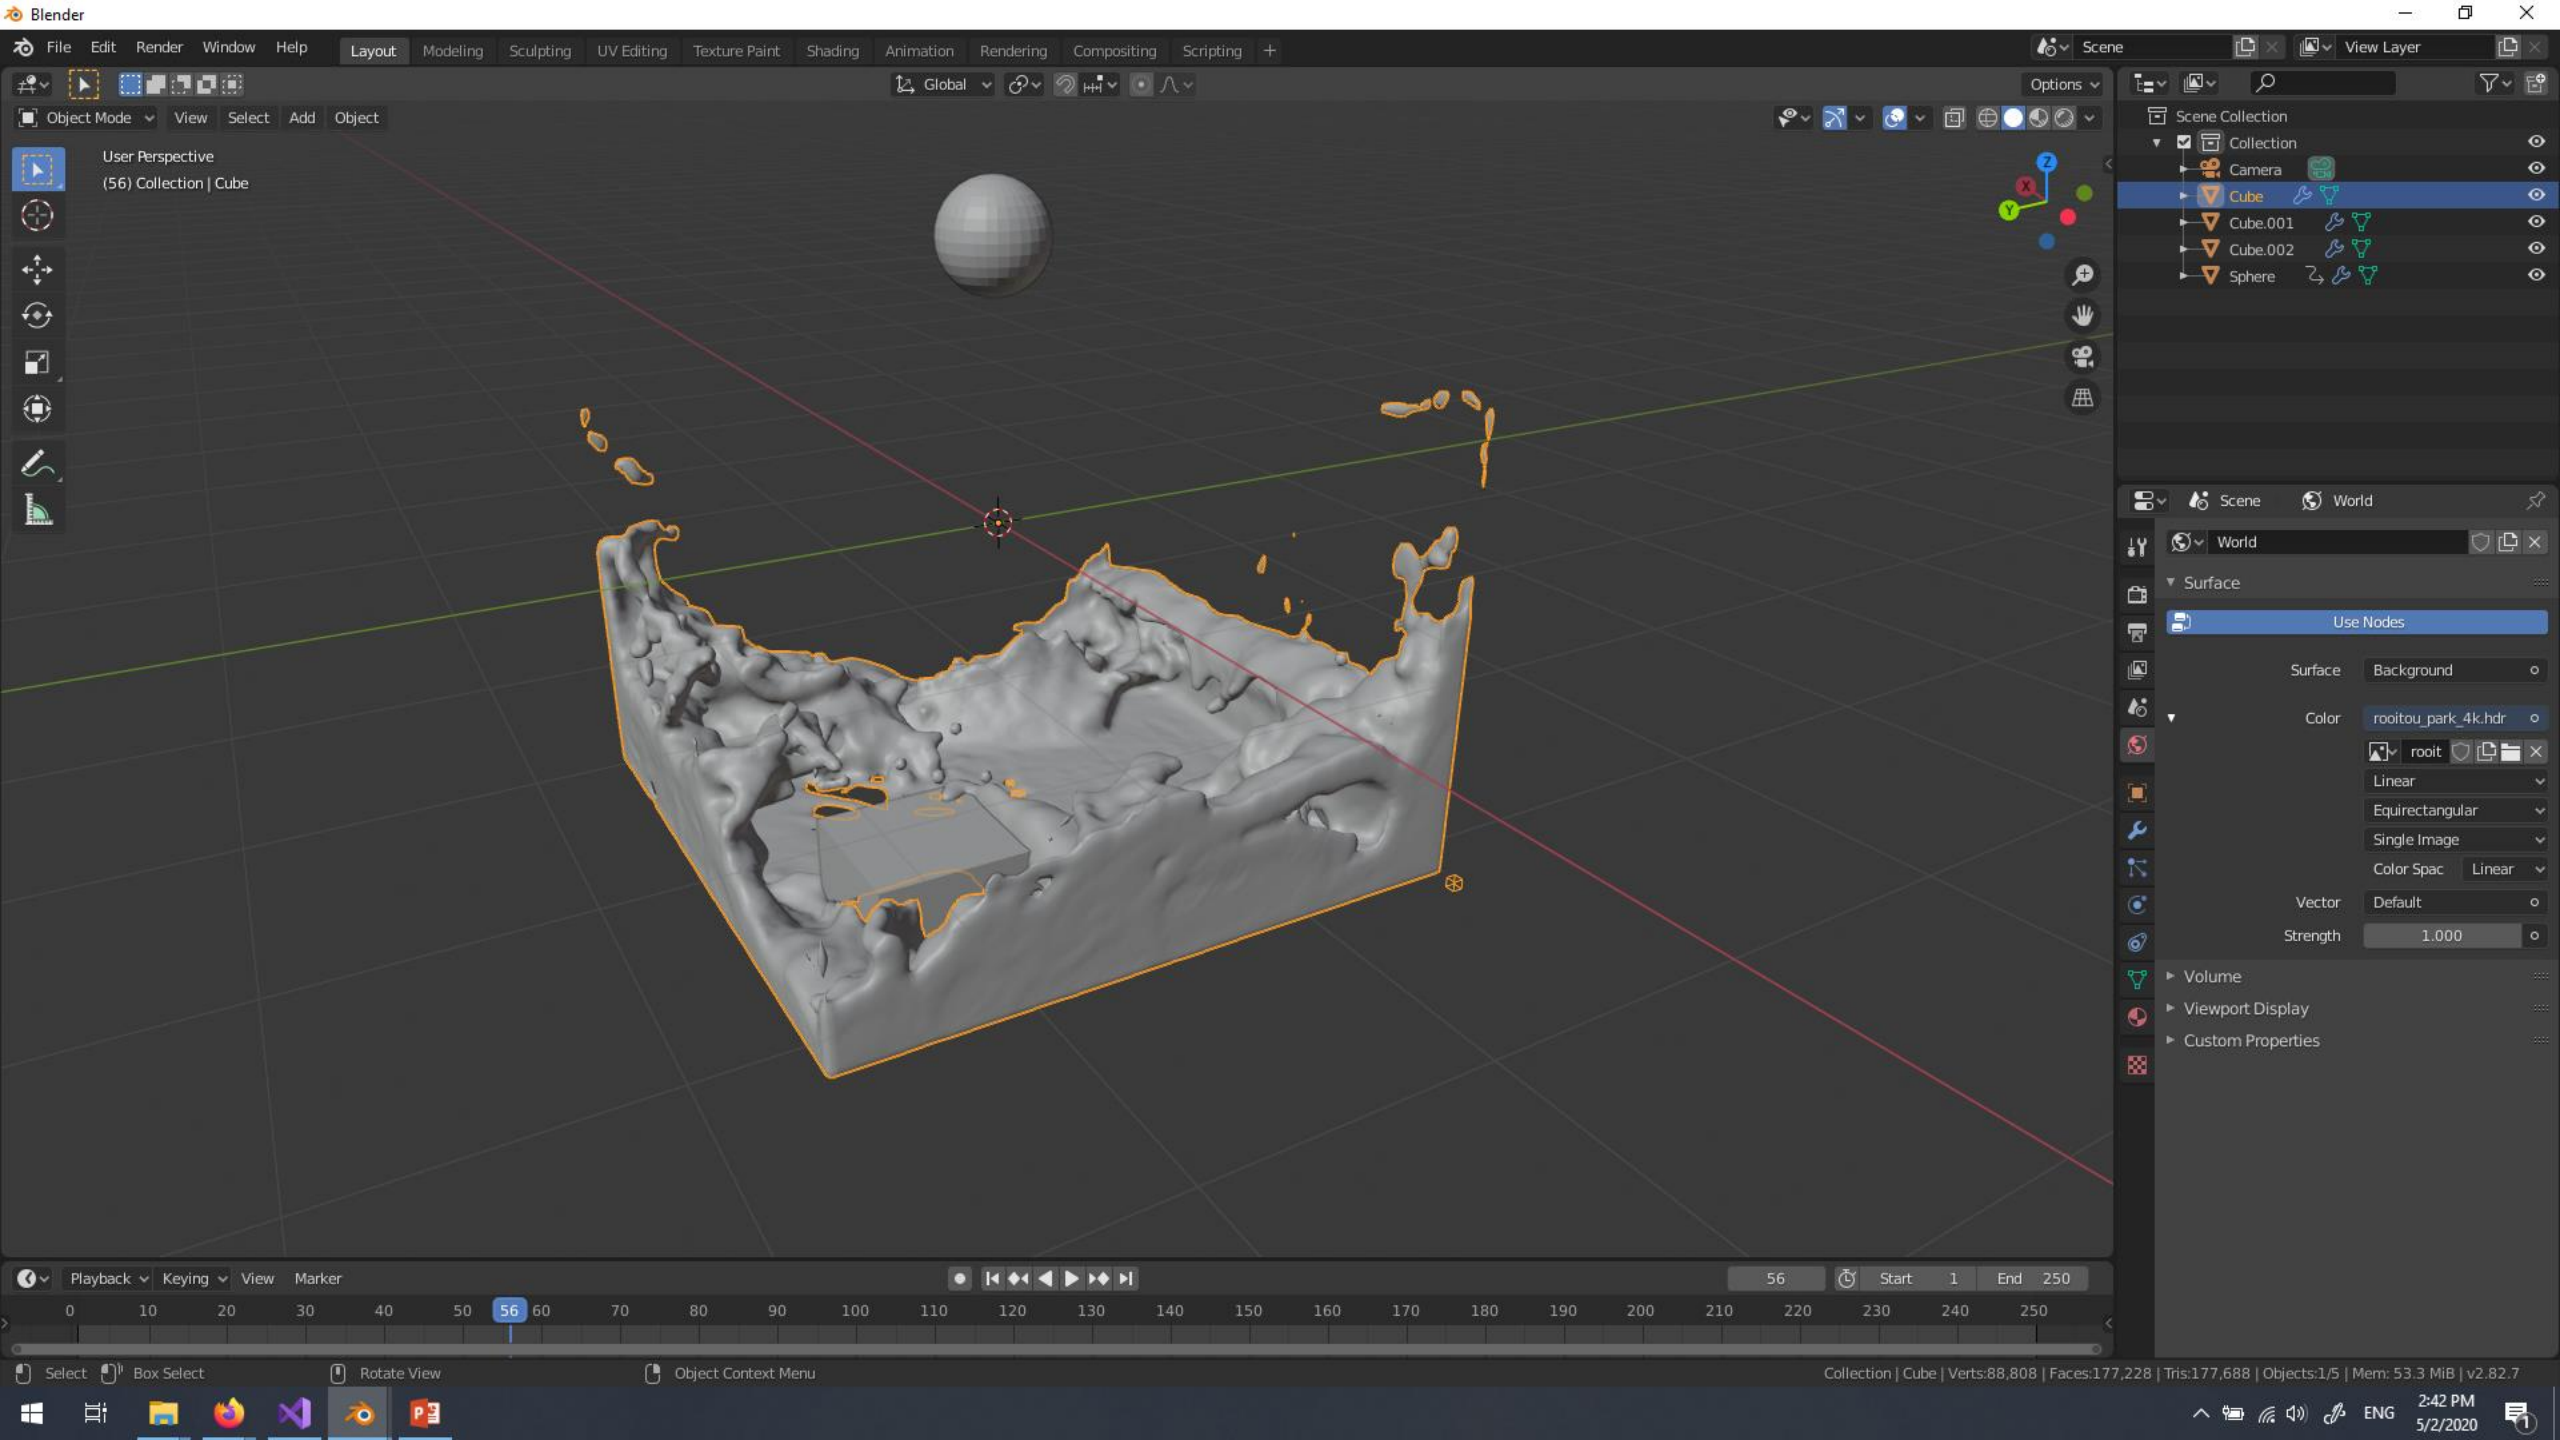 Blender
File Edit Render Window Help Layout Modeling Sculpting UV Editing Texture Paint Shading Animation Rendering Compositing Scripting + Scene View Layer
Global Options
Object Mode View Select Add Object
User Perspective
(56) Collection | Cube
Z
X
Y
Scene Collection
Collection
Camera
Cube
Cube.001
Cube.002
Sphere
Scene World
World
Surface
Use Nodes
Surface Background
Color rooitou_park_4k.hdr
rooit
Linear
Equirectangular
Single Image
Color Spac Linear
Vector Default
Strength 1.000
Volume
Viewport Display
Custom Properties
Playback Keying View Marker 56 Start 1 End 250
0 10 20 30 40 50 56 60 70 80 90 100 110 120 130 140 150 160 170 180 190 200 210 220 230 240 250
Select Box Select Rotate View Object Context Menu Collection | Cube | Verts:88,808 | Faces:177,228 | Tris:177,688 | Objects:1/5 | Mem: 53.3 MiB | v2.82.7
ENG 2:42 PM
5/2/2020 1